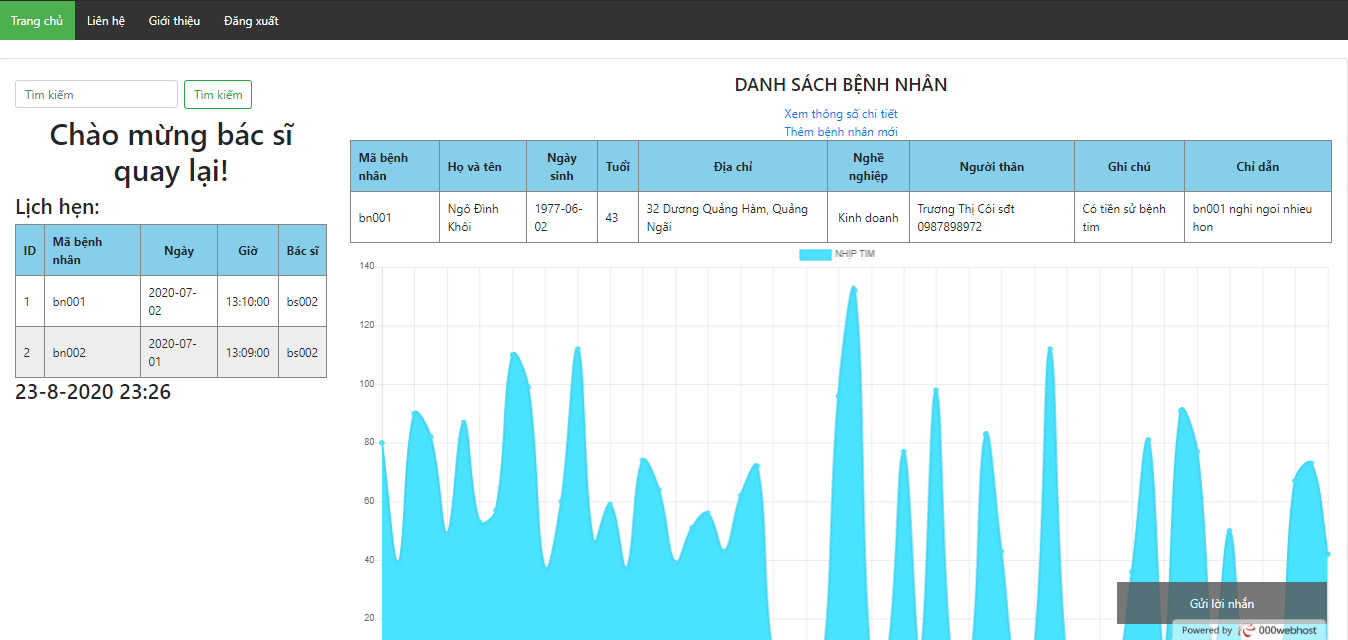 Trang chủ Liên hệ Giới thiệu Đăng xuất
Tìm kiếm Tìm kiếm
Chào mừng bác sĩ
quay lại!
Lịch hẹn:
ID Mã bệnh nhân Ngày Giờ Bác sĩ
1 bn001 2020-07-02 13:10:00 bs002
2 bn002 2020-07-01 13:09:00 bs002
23-8-2020 23:26
DANH SÁCH BỆNH NHÂN
Xem thông số chi tiết
Thêm bệnh nhân mới
Mã bệnh nhân Họ và tên Ngày sinh Tuổi Địa chỉ Nghề nghiệp Người thân Ghi chú Chỉ dẫn
bn001 Ngô Đình Khôi 1977-06-02 43 32 Dương Quảng Hàm, Quảng Ngãi Kinh doanh Trương Thị Cói sđt 0987898972 Có tiền sử bệnh tim bn001 nghi ngoi nhieu hon
NHỊP TIM
140
120
100
80
60
40
20
Gửi lời nhắn
Powered by 000webhost